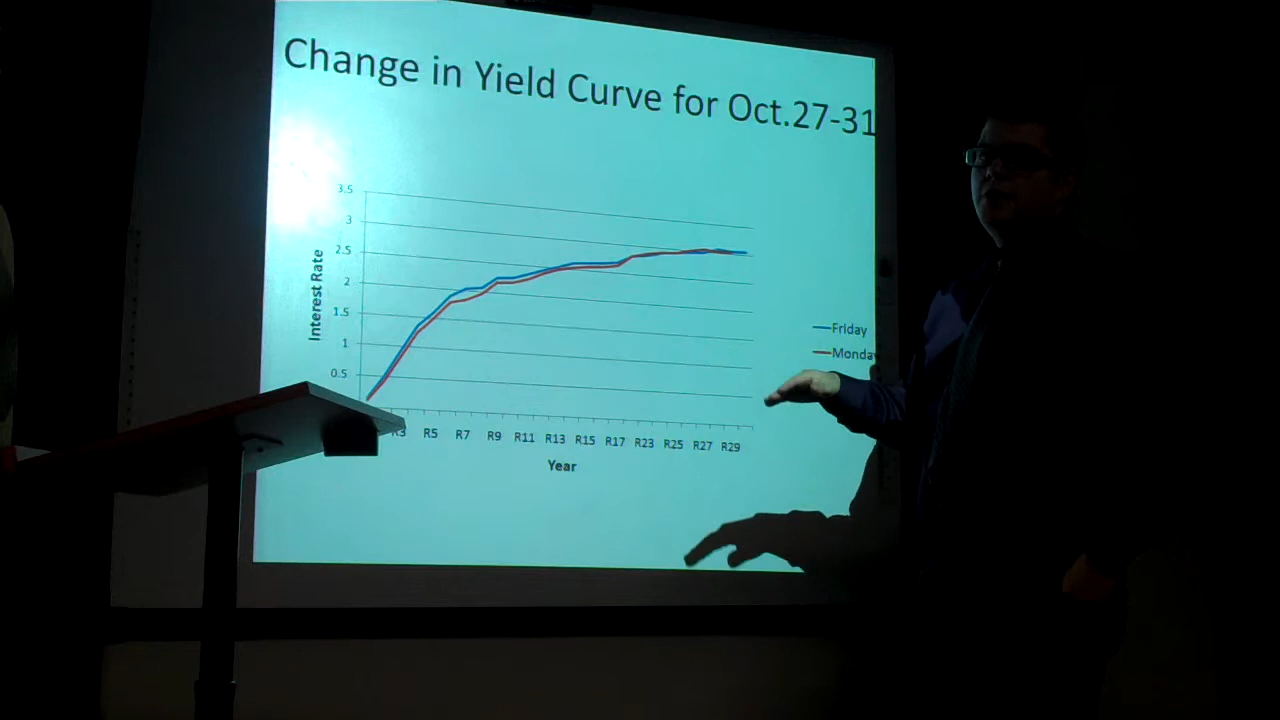 Change in Yield Curve for Oct.27-31
3.5
3
2.5
2
1.5
1
0.5
Interest Rate
R3 R5 R7 R9 R11 R13 R15 R17 R23 R25 R27 R29
Year
Friday
Monday